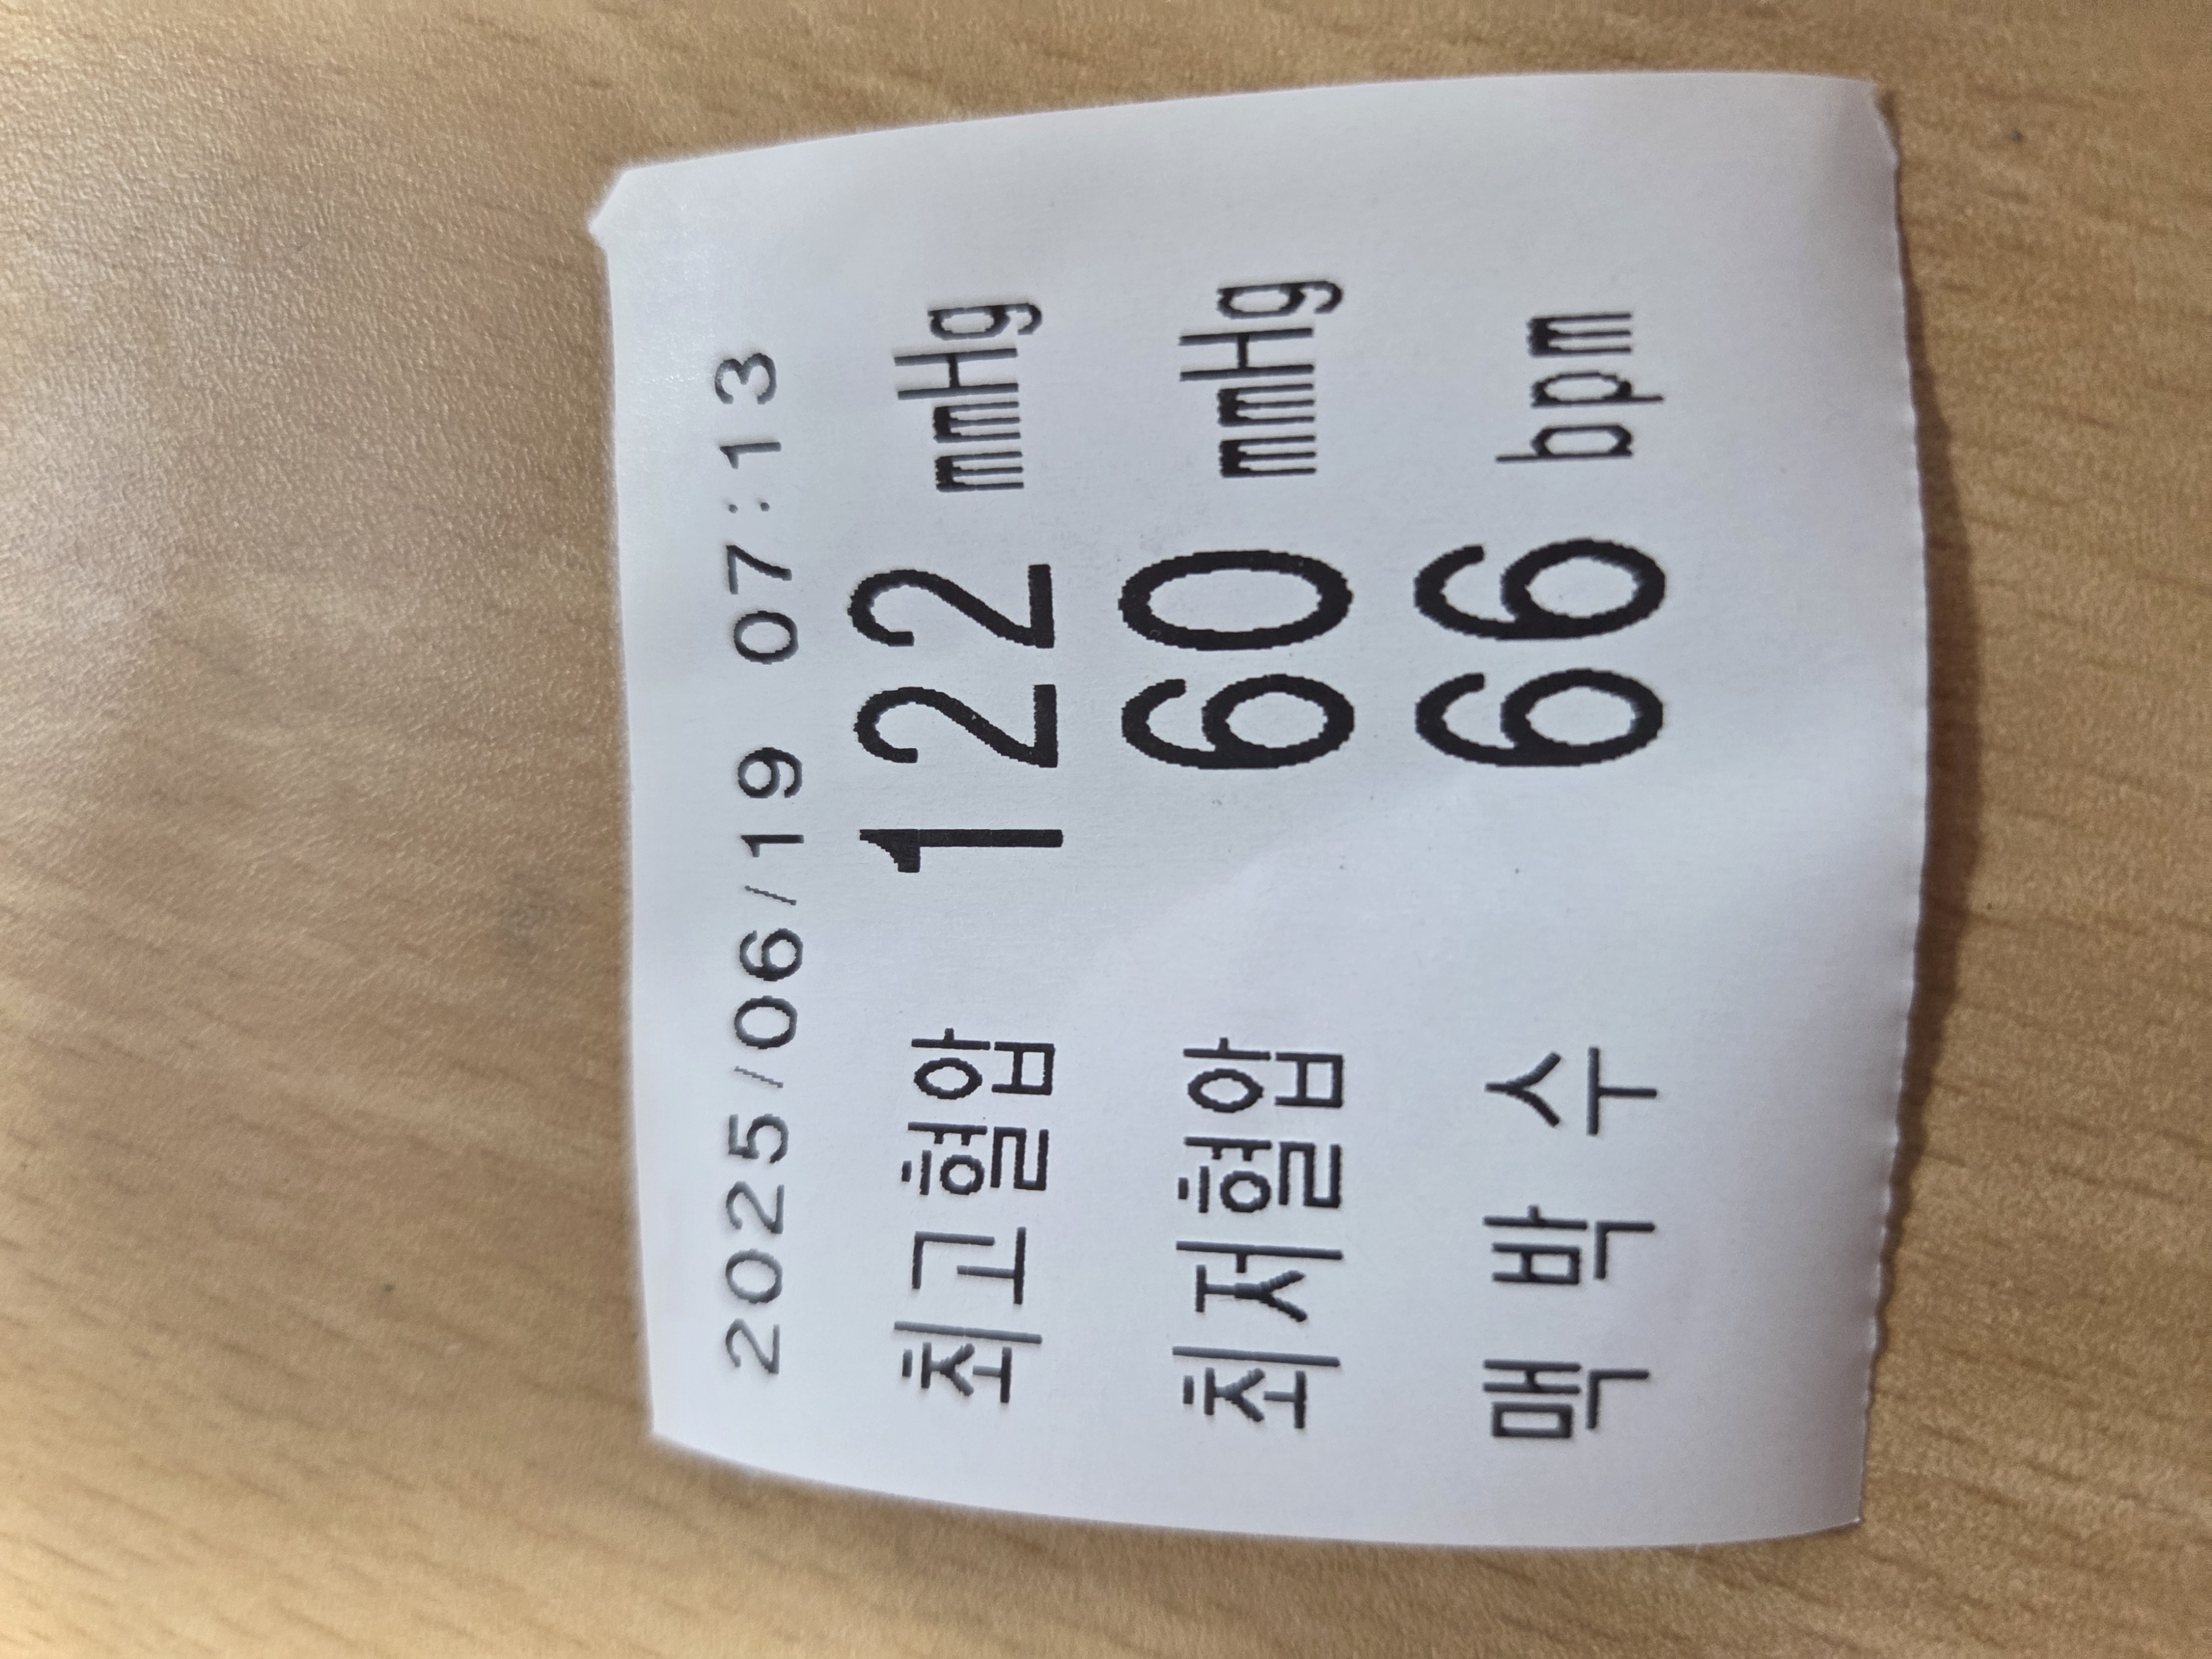 2025/06/19 07:13
최고혈압 122 mmHg
최저혈압 60 mmHg
맥 박 수 66 bpm